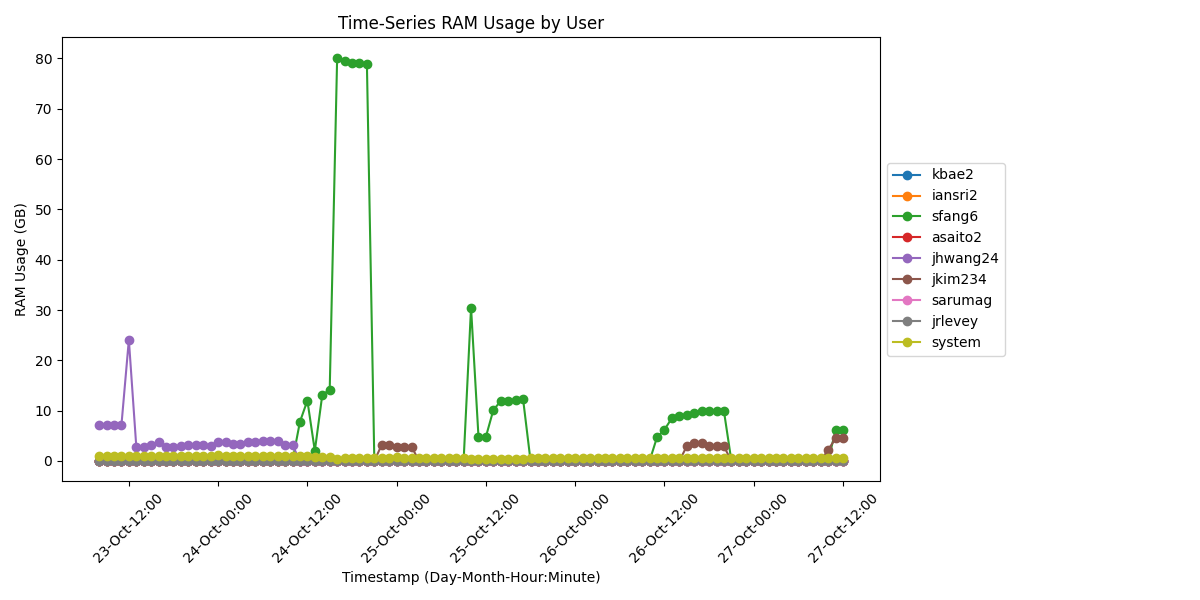 Time-Series RAM Usage by User
RAM Usage (GB)
80
70
60
50
40
30
20
10
0
23-Oct-12:00
24-Oct-00:00
24-Oct-12:00
25-Oct-00:00
25-Oct-12:00
26-Oct-00:00
26-Oct-12:00
27-Oct-00:00
27-Oct-12:00
Timestamp (Day-Month-Hour:Minute)
kbae2
iansri2
sfang6
asaito2
jhwang24
jkim234
sarumag
jrlevey
system